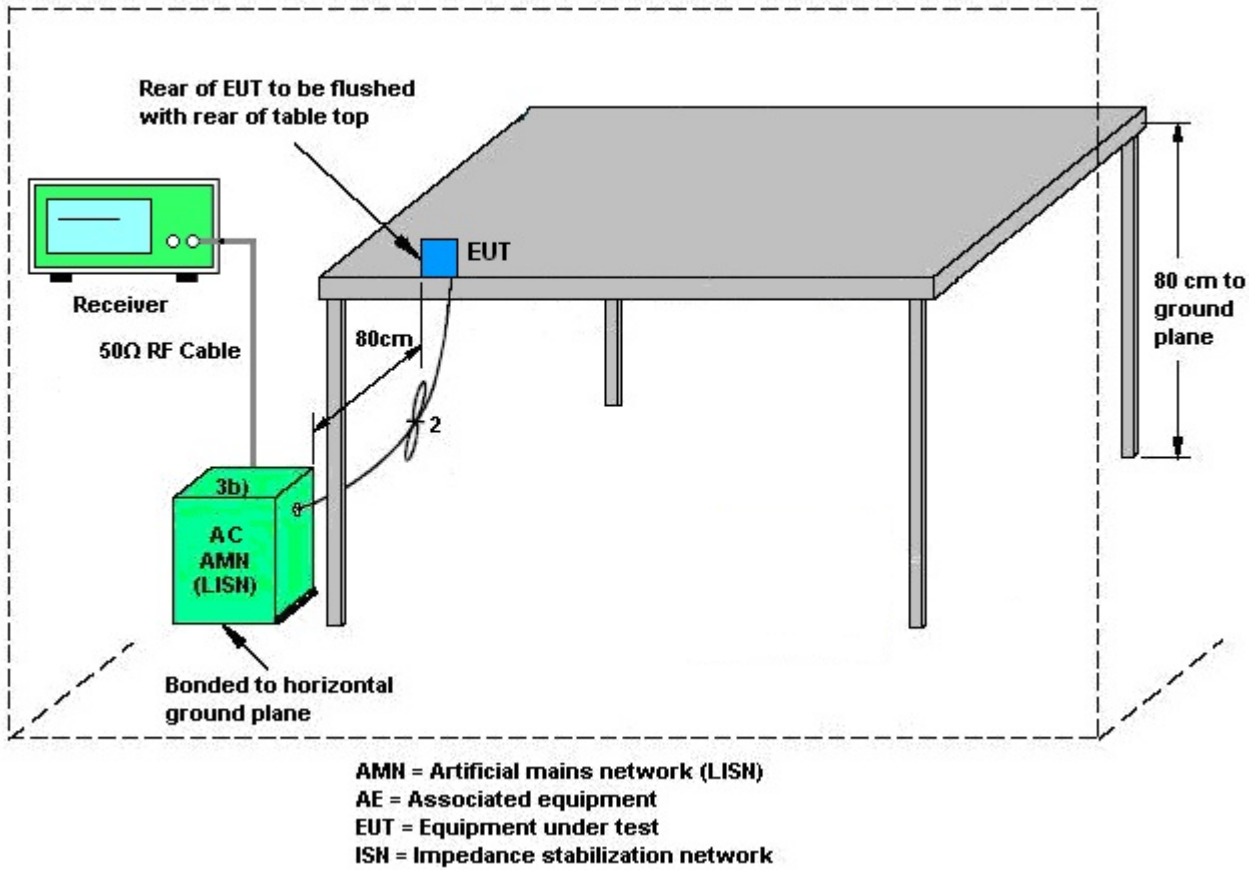 Rear of EUT to be flushed
with rear of table top
EUT
Receiver
50Ω RF Cable
80cm
2
80 cm to
ground
plane
3b)
AC
AMN
(LISN)
Bonded to horizontal
ground plane
AMN = Artificial mains network (LISN)
AE = Associated equipment
EUT = Equipment under test
ISN = Impedance stabilization network